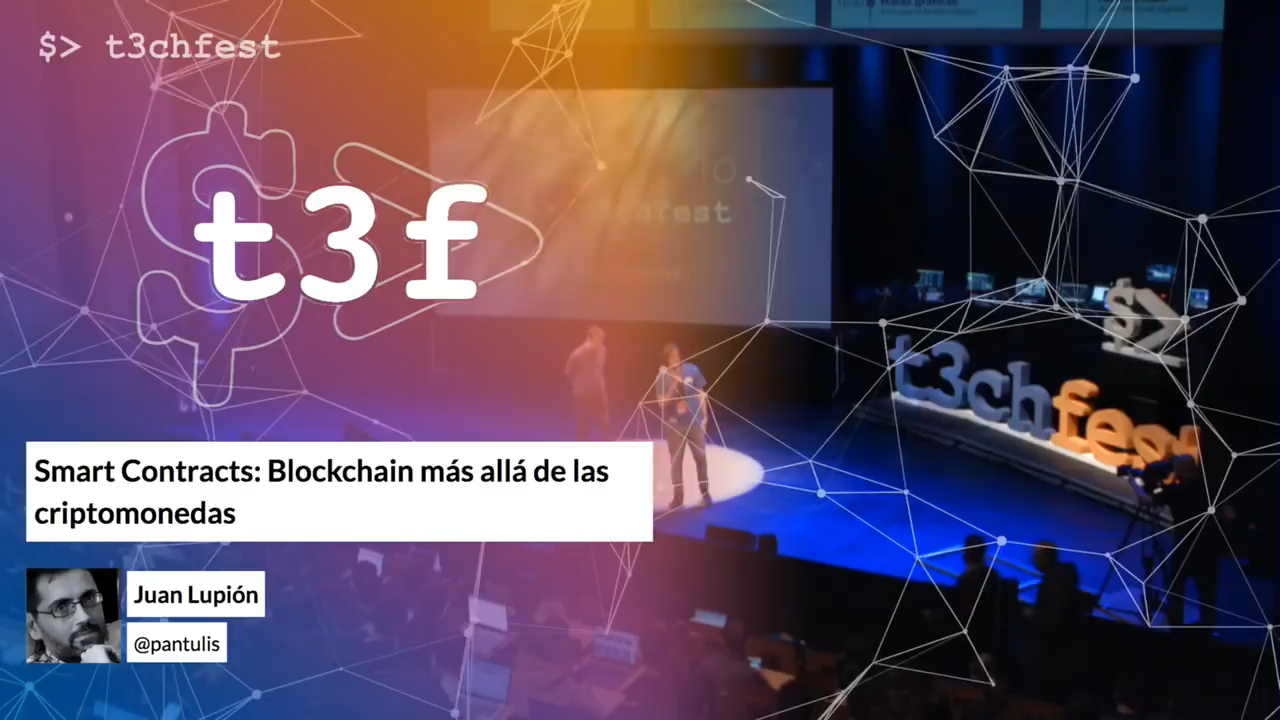 $> t3chfest
t3f
$>
t3chfest
Smart Contracts: Blockchain más allá de las
criptomonedas
Juan Lupión
@pantulis